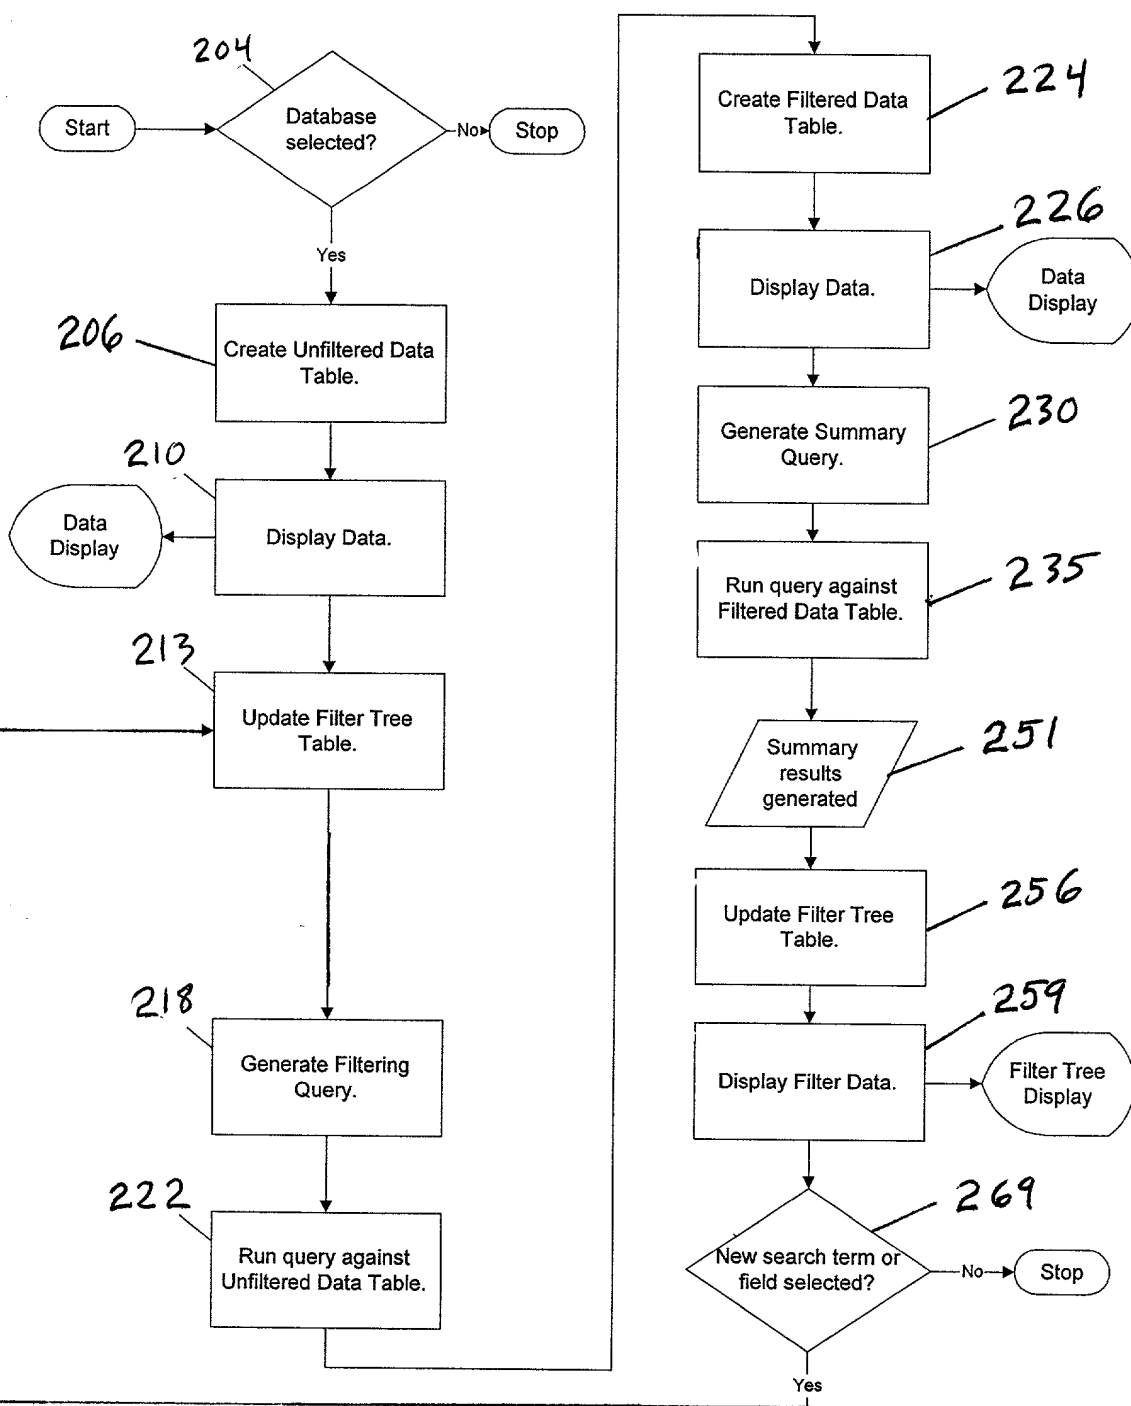 204
Start
Database
selected?
No
Stop
Yes
206
Create Unfiltered Data
Table.
210
Data
Display
Display Data.
213
Update Filter Tree
Table.
218
Generate Filtering
Query.
222
Run query against
Unfiltered Data Table.
224
Create Filtered Data
Table.
226
Display Data.
Data
Display
230
Generate Summary
Query.
235
Run query against
Filtered Data Table.
251
Summary
results
generated
256
Update Filter Tree
Table.
259
Display Filter Data.
Filter Tree
Display
269
New search term or
field selected?
No
Stop
Yes